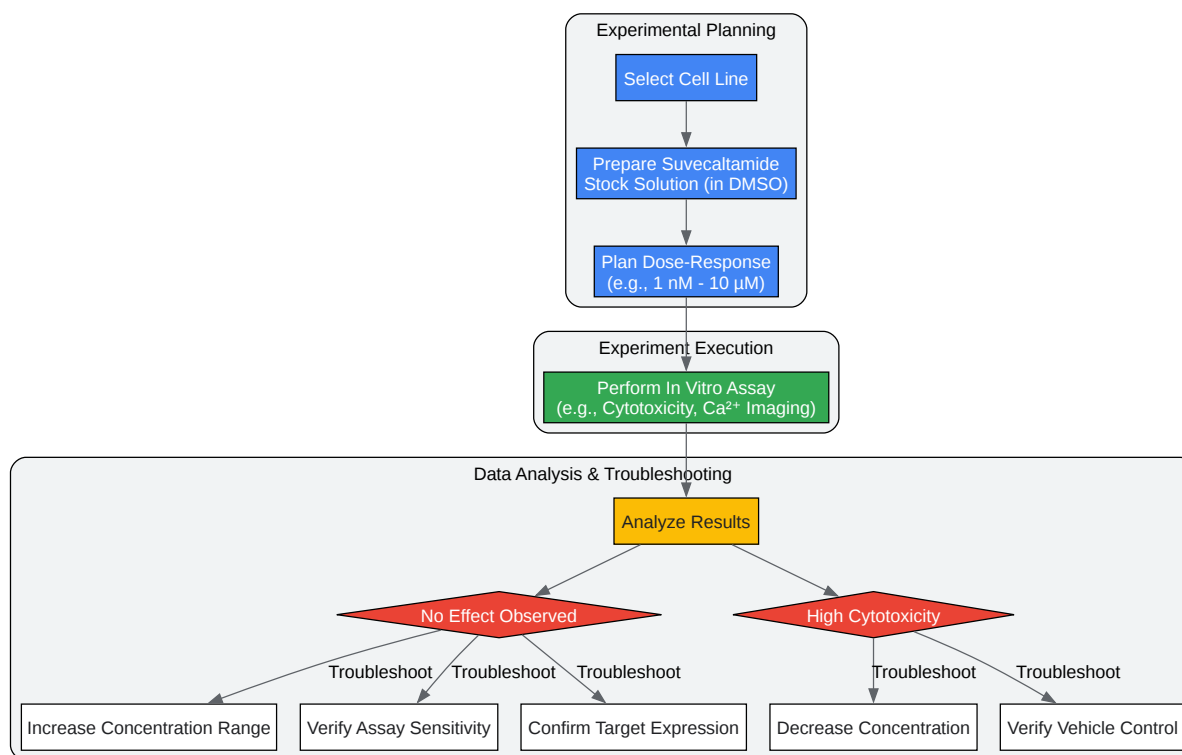 Experimental Planning
Select Cell Line
Prepare Suvecaltamide
Stock Solution (in DMSO)
Plan Dose-Response
(e.g., 1 nM - 10 µM)
Experiment Execution
Perform In Vitro Assay
(e.g., Cytotoxicity, Ca²⁺ Imaging)
Data Analysis & Troubleshooting
Analyze Results
No Effect Observed
High Cytotoxicity
Troubleshoot
Troubleshoot
Troubleshoot
Troubleshoot
Troubleshoot
Increase Concentration Range
Verify Assay Sensitivity
Confirm Target Expression
Decrease Concentration
Verify Vehicle Control